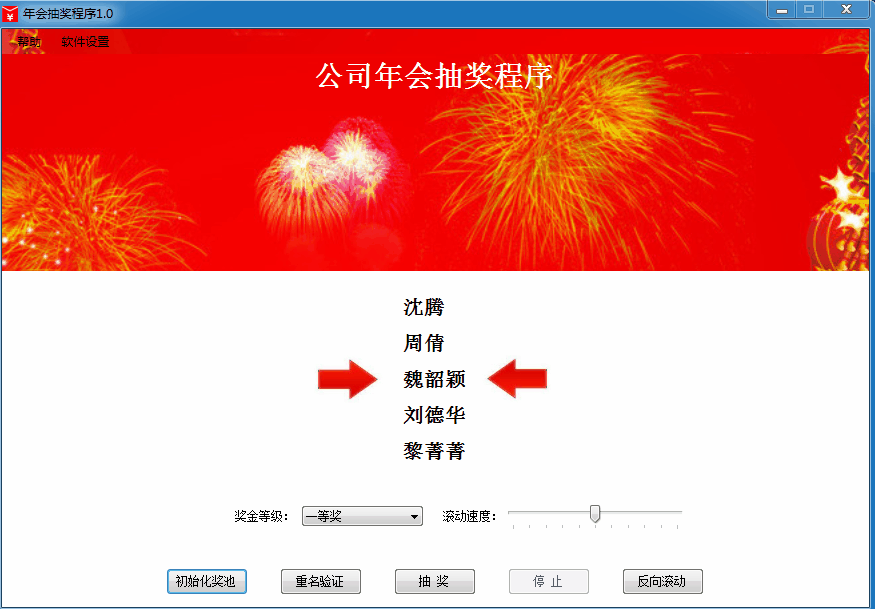 年会抽奖程序1.0
帮助 软件设置
公司年会抽奖程序
沈腾
周倩
魏韶颖
刘德华
黎菁菁
奖金等级： 一等奖 滚动速度：
初始化奖池 重名验证 抽 奖 停 止 反向滚动